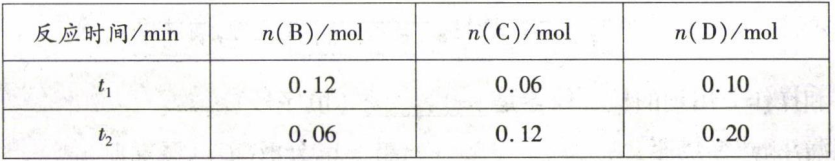 反应时间/min n(B)/mol n(C)/mol n(D)/mol
t₁ 0.12 0.06 0.10
t₂ 0.06 0.12 0.20